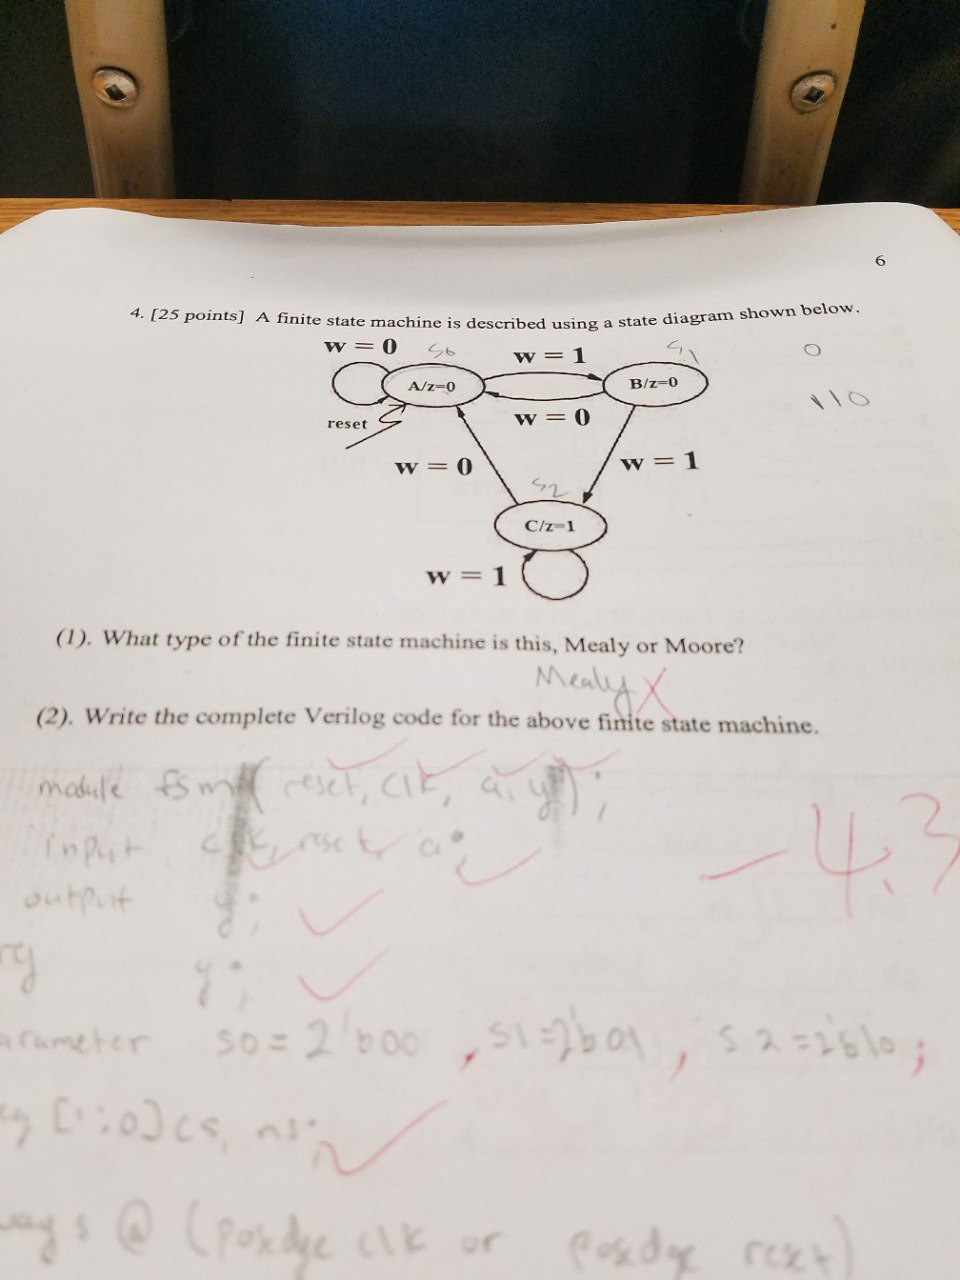 6
4. [25 points] A finite state machine is described using a state diagram shown below.
w = 0 S0 w = 1 S1 0
A/z=0 B/z=0
reset w = 0 110
w = 0 w = 1
S2
C/z=1
w = 1
(1). What type of the finite state machine is this, Mealy or Moore?
Mealy X
(2). Write the complete Verilog code for the above finite state machine.
module fsm ( reset, clk, a, y );
input clk, reset, a;
output y;
- 4.3
y;
s0 = 2'b00 , s1 = 2'b01 , s2 = 2'b10 ;
[1:0] cs, ns;
@ (posedge clk or posedge reset)